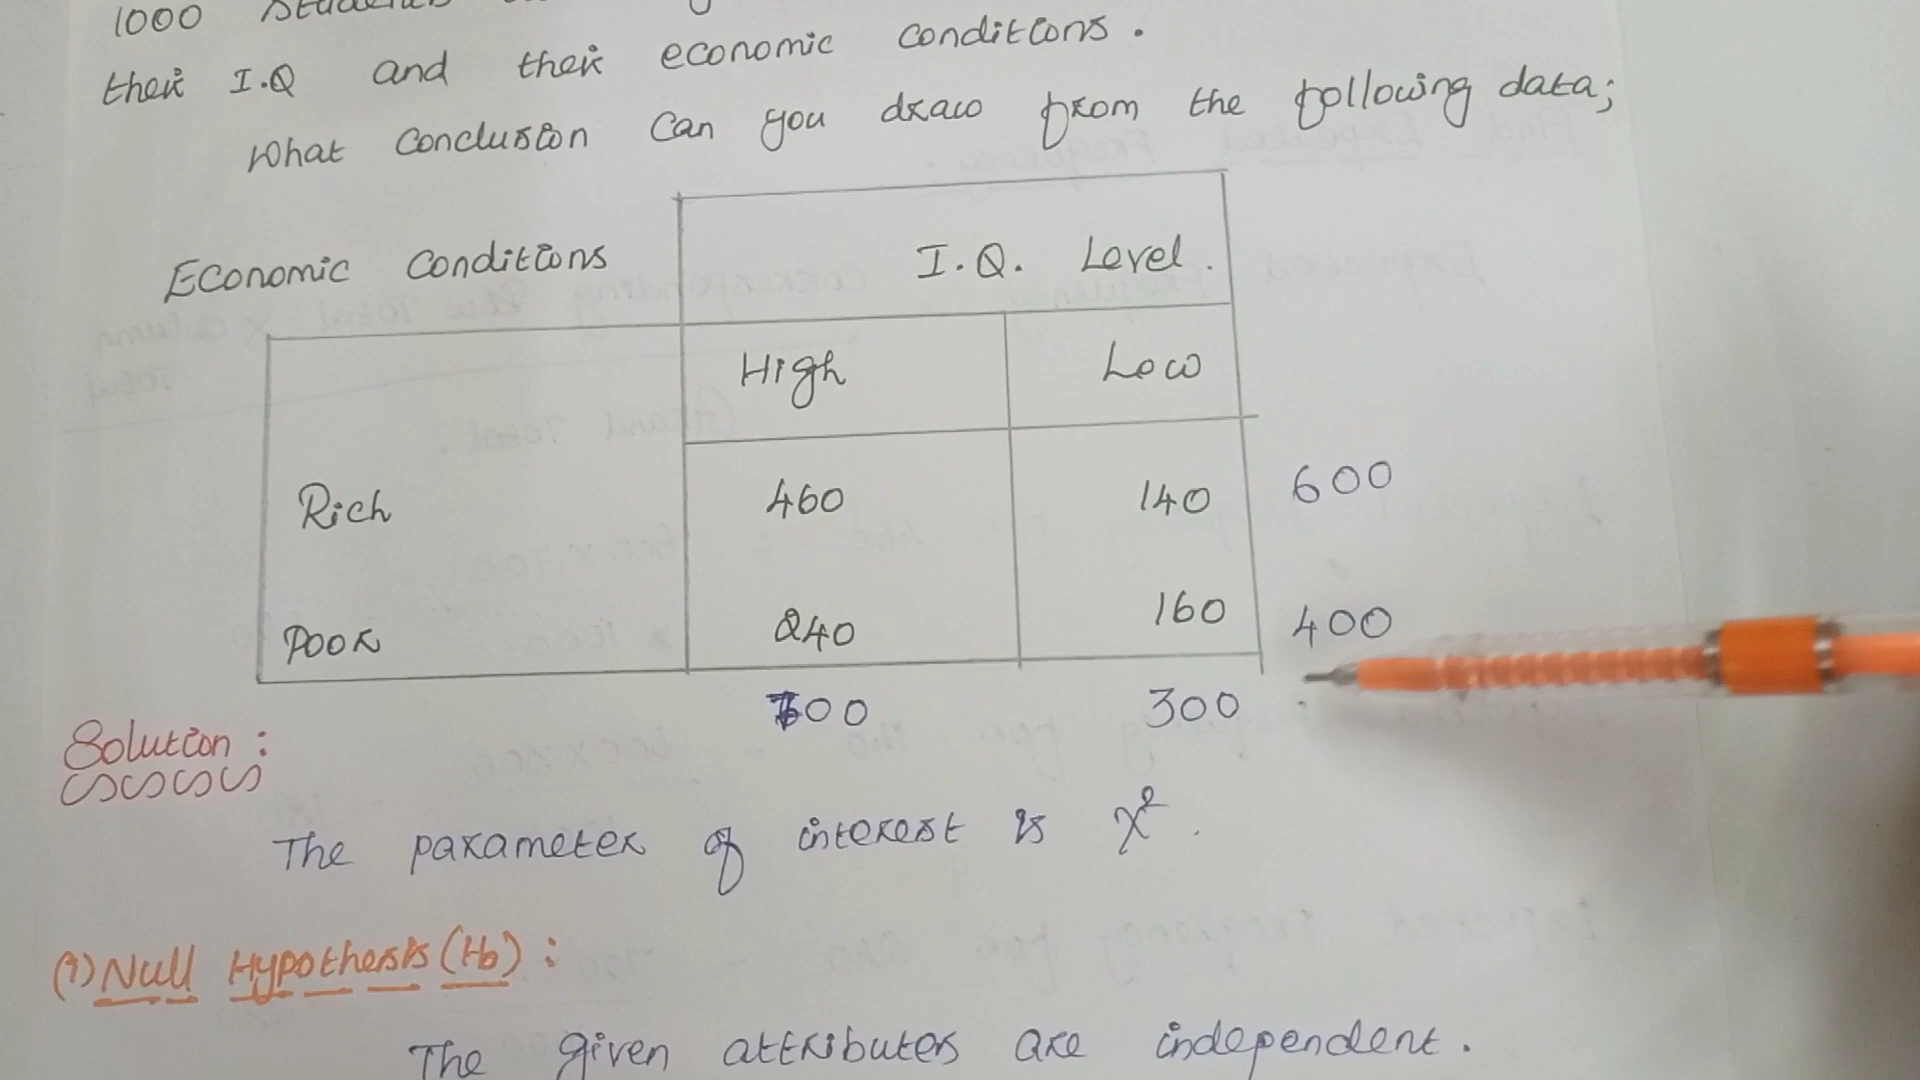 1000 Students
their I.Q and their economic conditions.
What Conclusion Can you draw from the following data;
Economic Conditions I.Q. Level.
High Low
Rich 460 140 600
Poor 240 160 400
700 300
Solution:
The parameter of interest is χ².
(1) Null Hypothesis (H0):
The given attributes are independent.